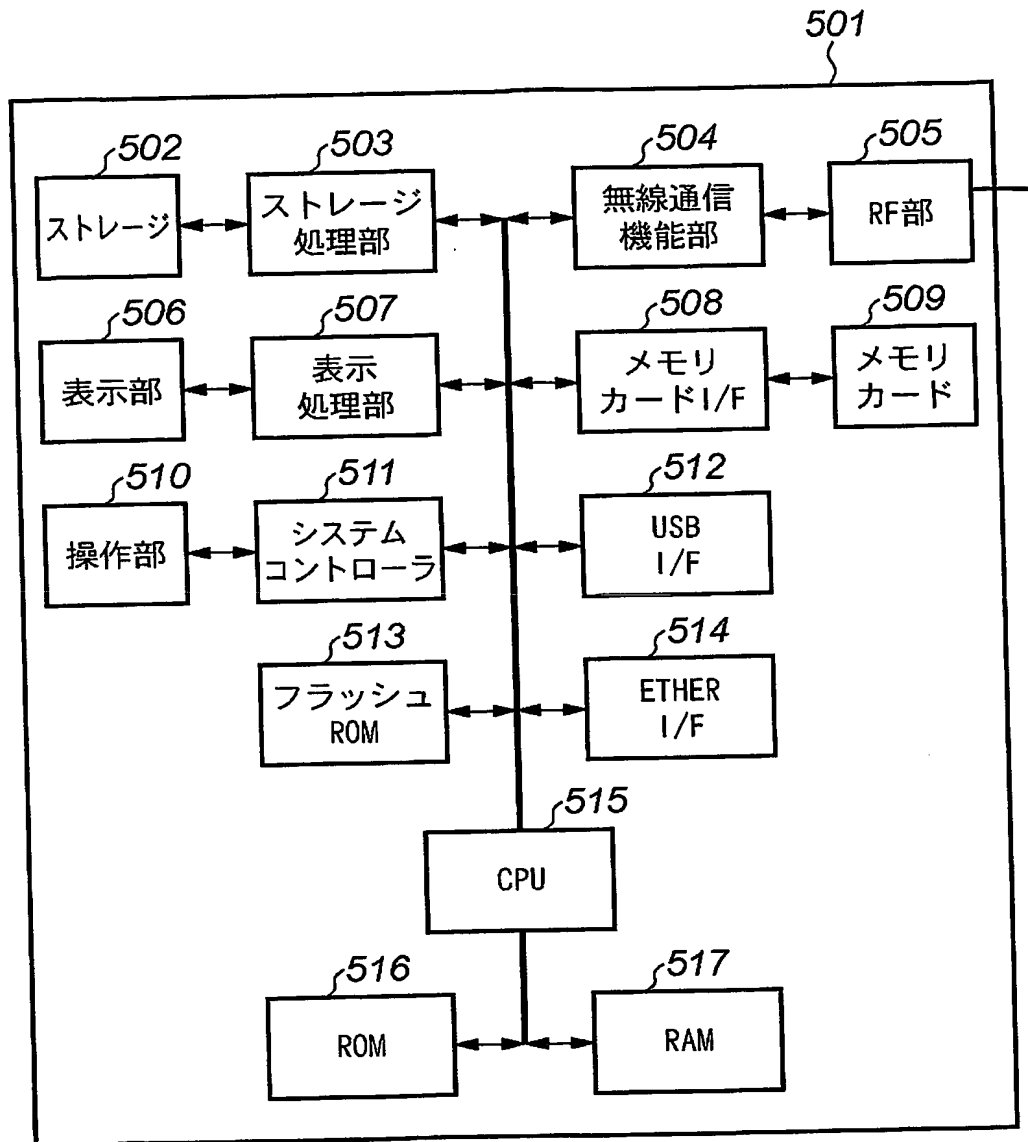 501
502
503
504
505
ストレージ
ストレージ
処理部
無線通信
機能部
RF部
506
507
508
509
表示部
表示
処理部
メモリ
カードI/F
メモリ
カード
510
511
512
操作部
システム
コントローラ
USB
I/F
513
514
フラッシュ
ROM
ETHER
I/F
515
CPU
516
517
ROM
RAM